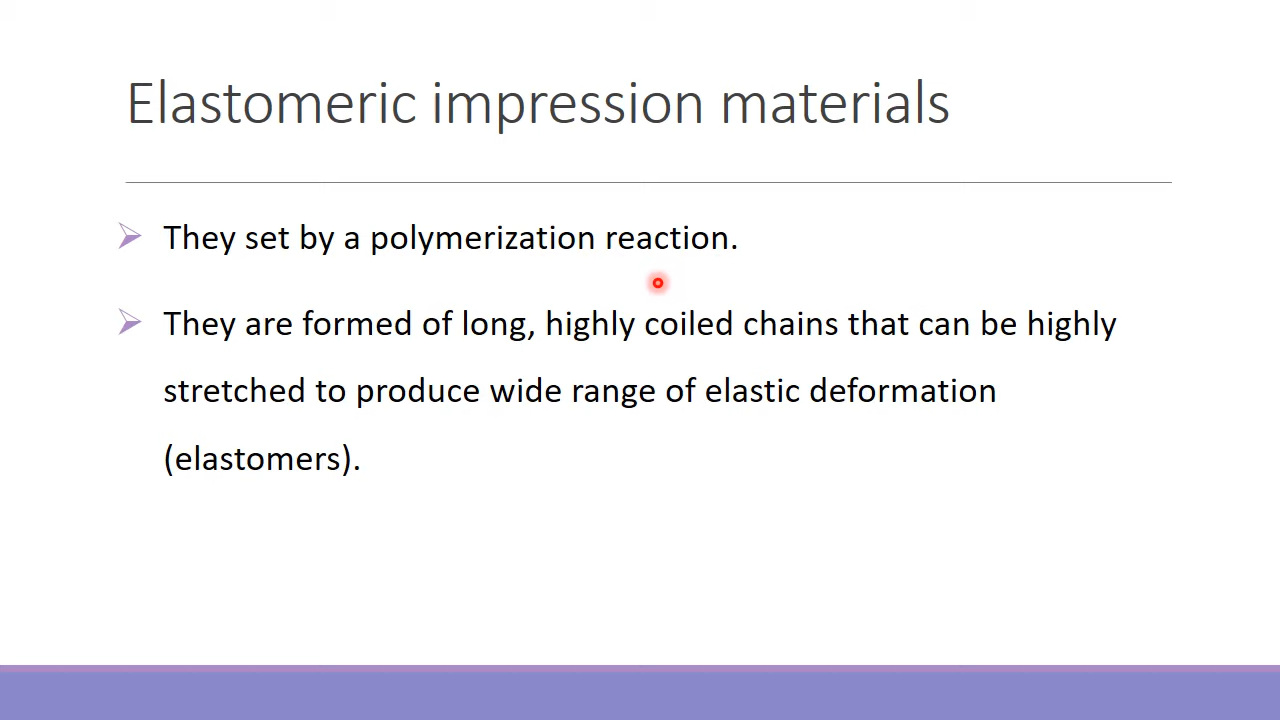 Elastomeric impression materials
They set by a polymerization reaction.
They are formed of long, highly coiled chains that can be highly
stretched to produce wide range of elastic deformation
(elastomers).